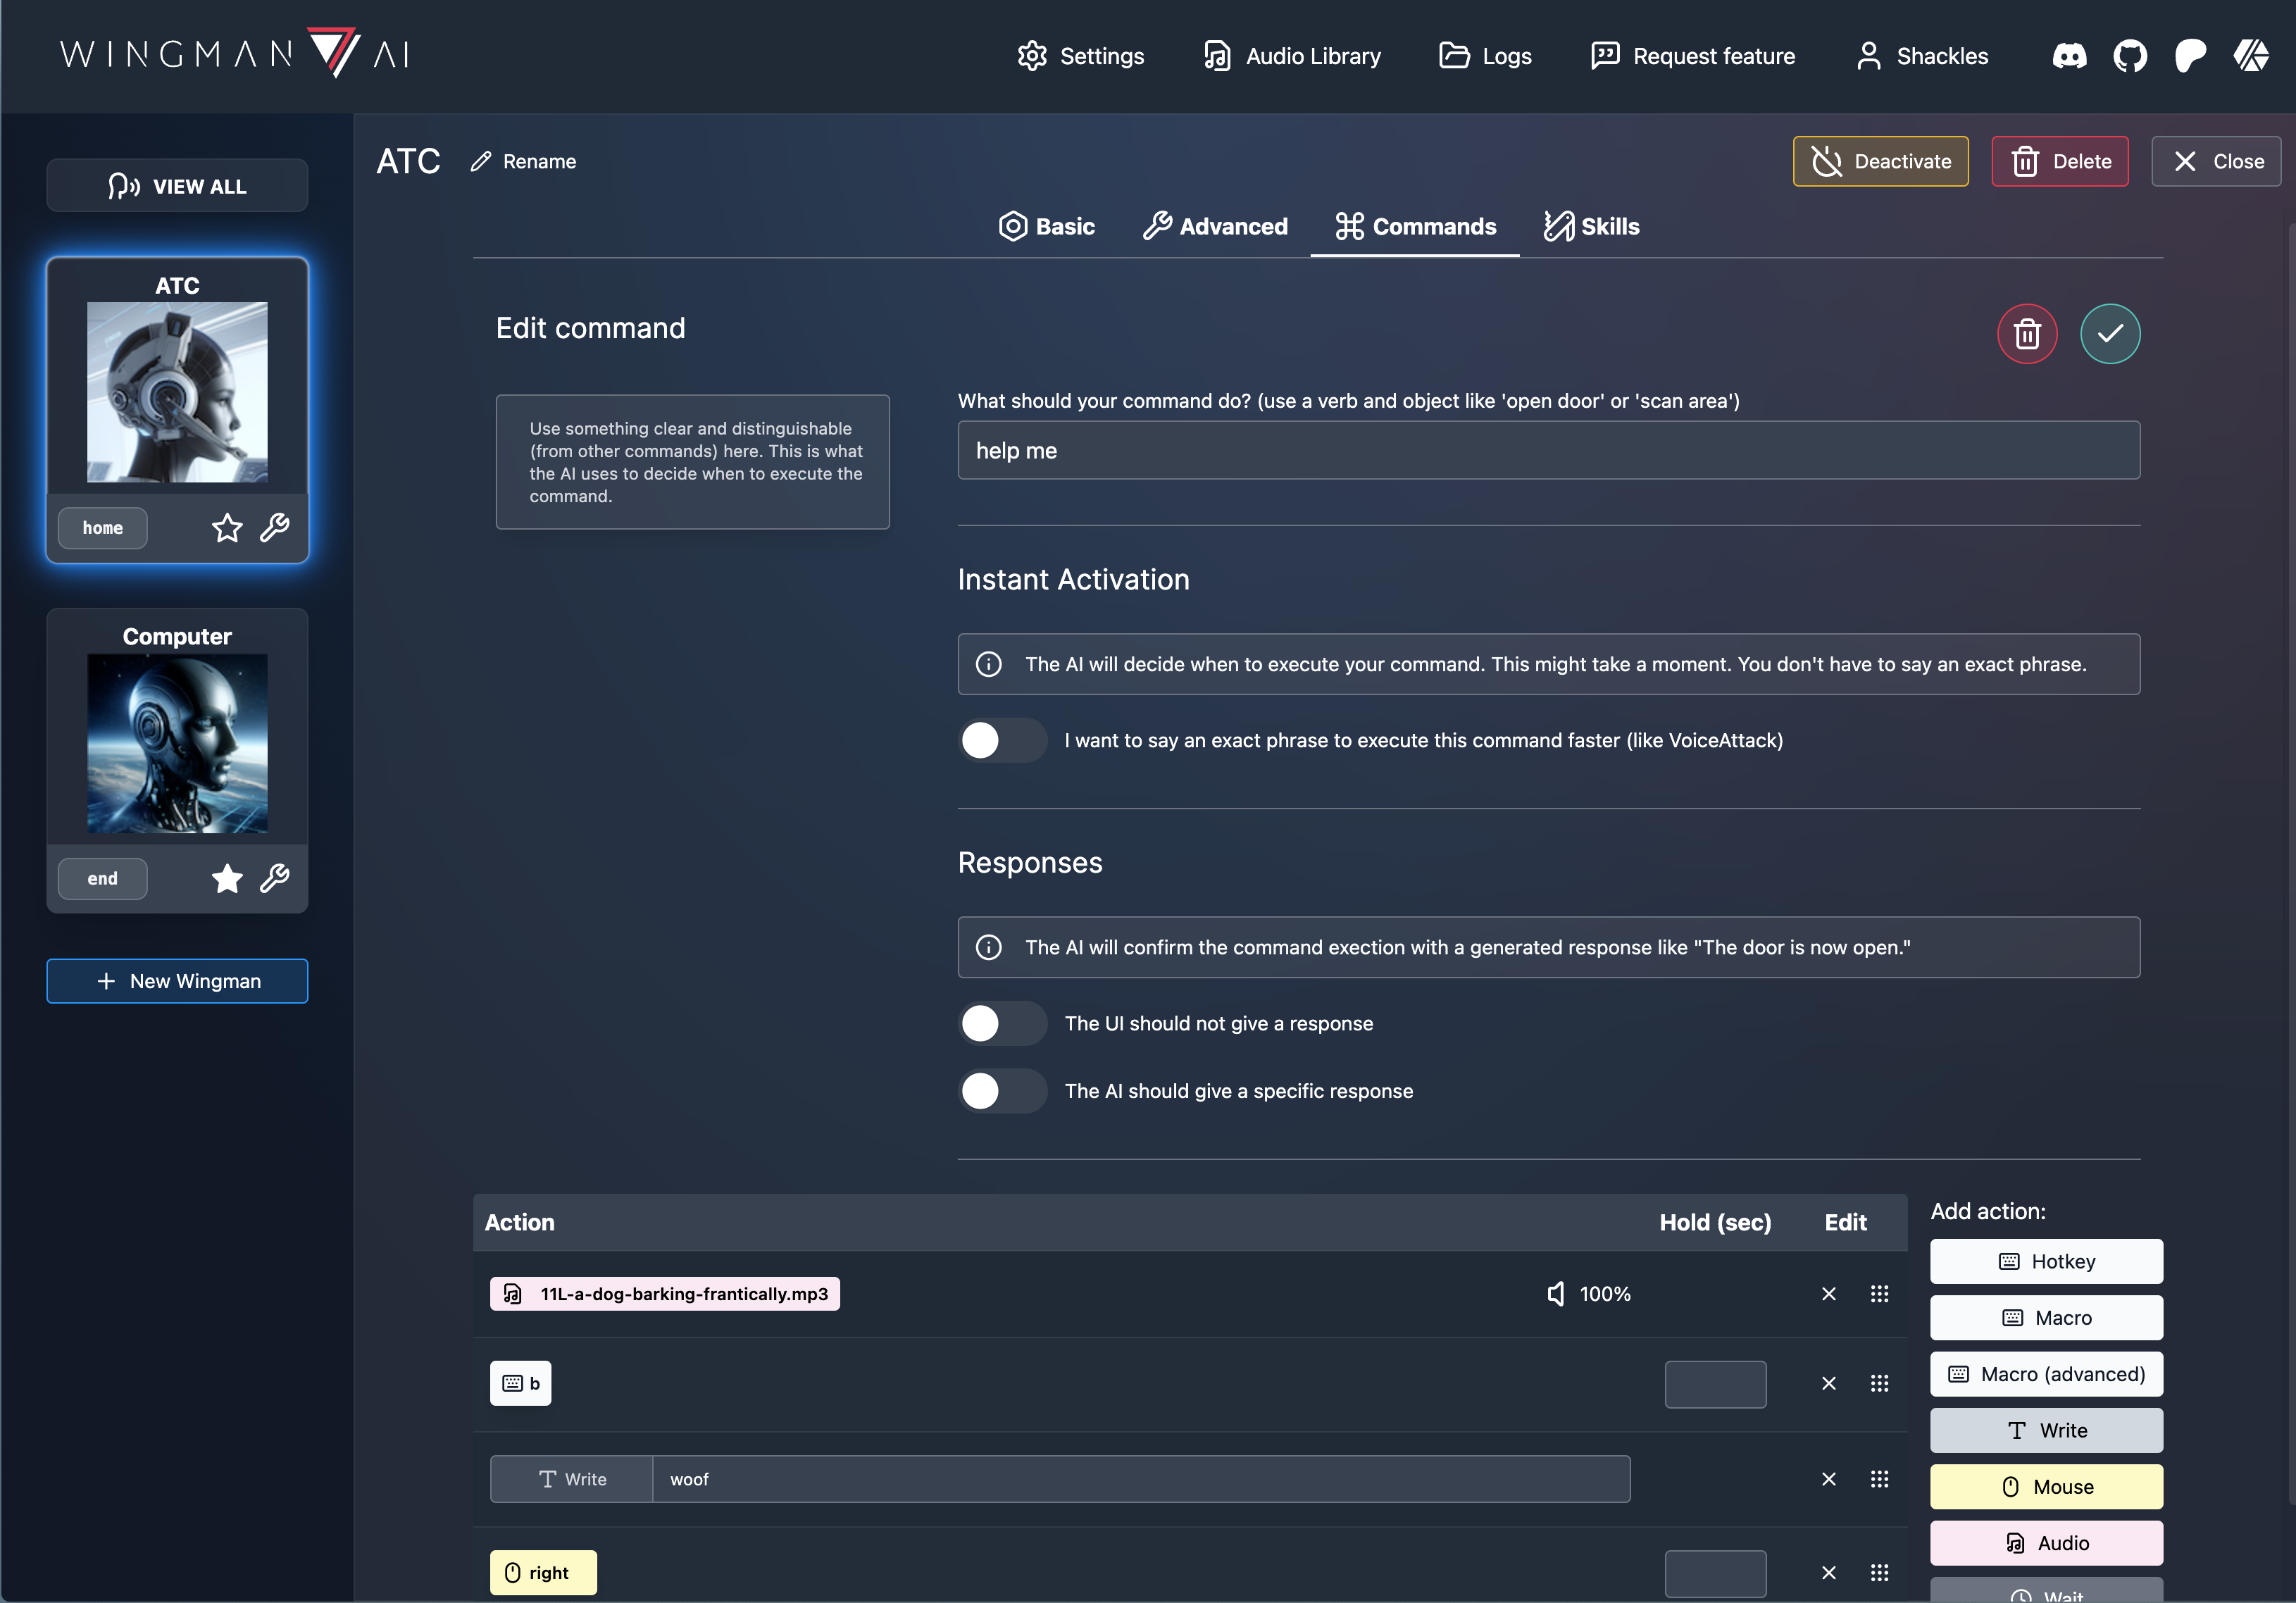 WINGMAN AI
Settings
Audio Library
Logs
Request feature
Shackles
VIEW ALL
ATC
home
Computer
end
New Wingman
ATC
Rename
Deactivate
Delete
Close
Basic
Advanced
Commands
Skills
Edit command
Use something clear and distinguishable
(from other commands) here. This is what
the AI uses to decide when to execute the
command.
What should your command do? (use a verb and object like 'open door' or 'scan area')
help me
Instant Activation
The AI will decide when to execute your command. This might take a moment. You don't have to say an exact phrase.
I want to say an exact phrase to execute this command faster (like VoiceAttack)
Responses
The AI will confirm the command exection with a generated response like "The door is now open."
The UI should not give a response
The AI should give a specific response
Action
Hold (sec)
Edit
11L-a-dog-barking-frantically.mp3
100%
b
Write
woof
right
Add action:
Hotkey
Macro
Macro (advanced)
Write
Mouse
Audio
Wait